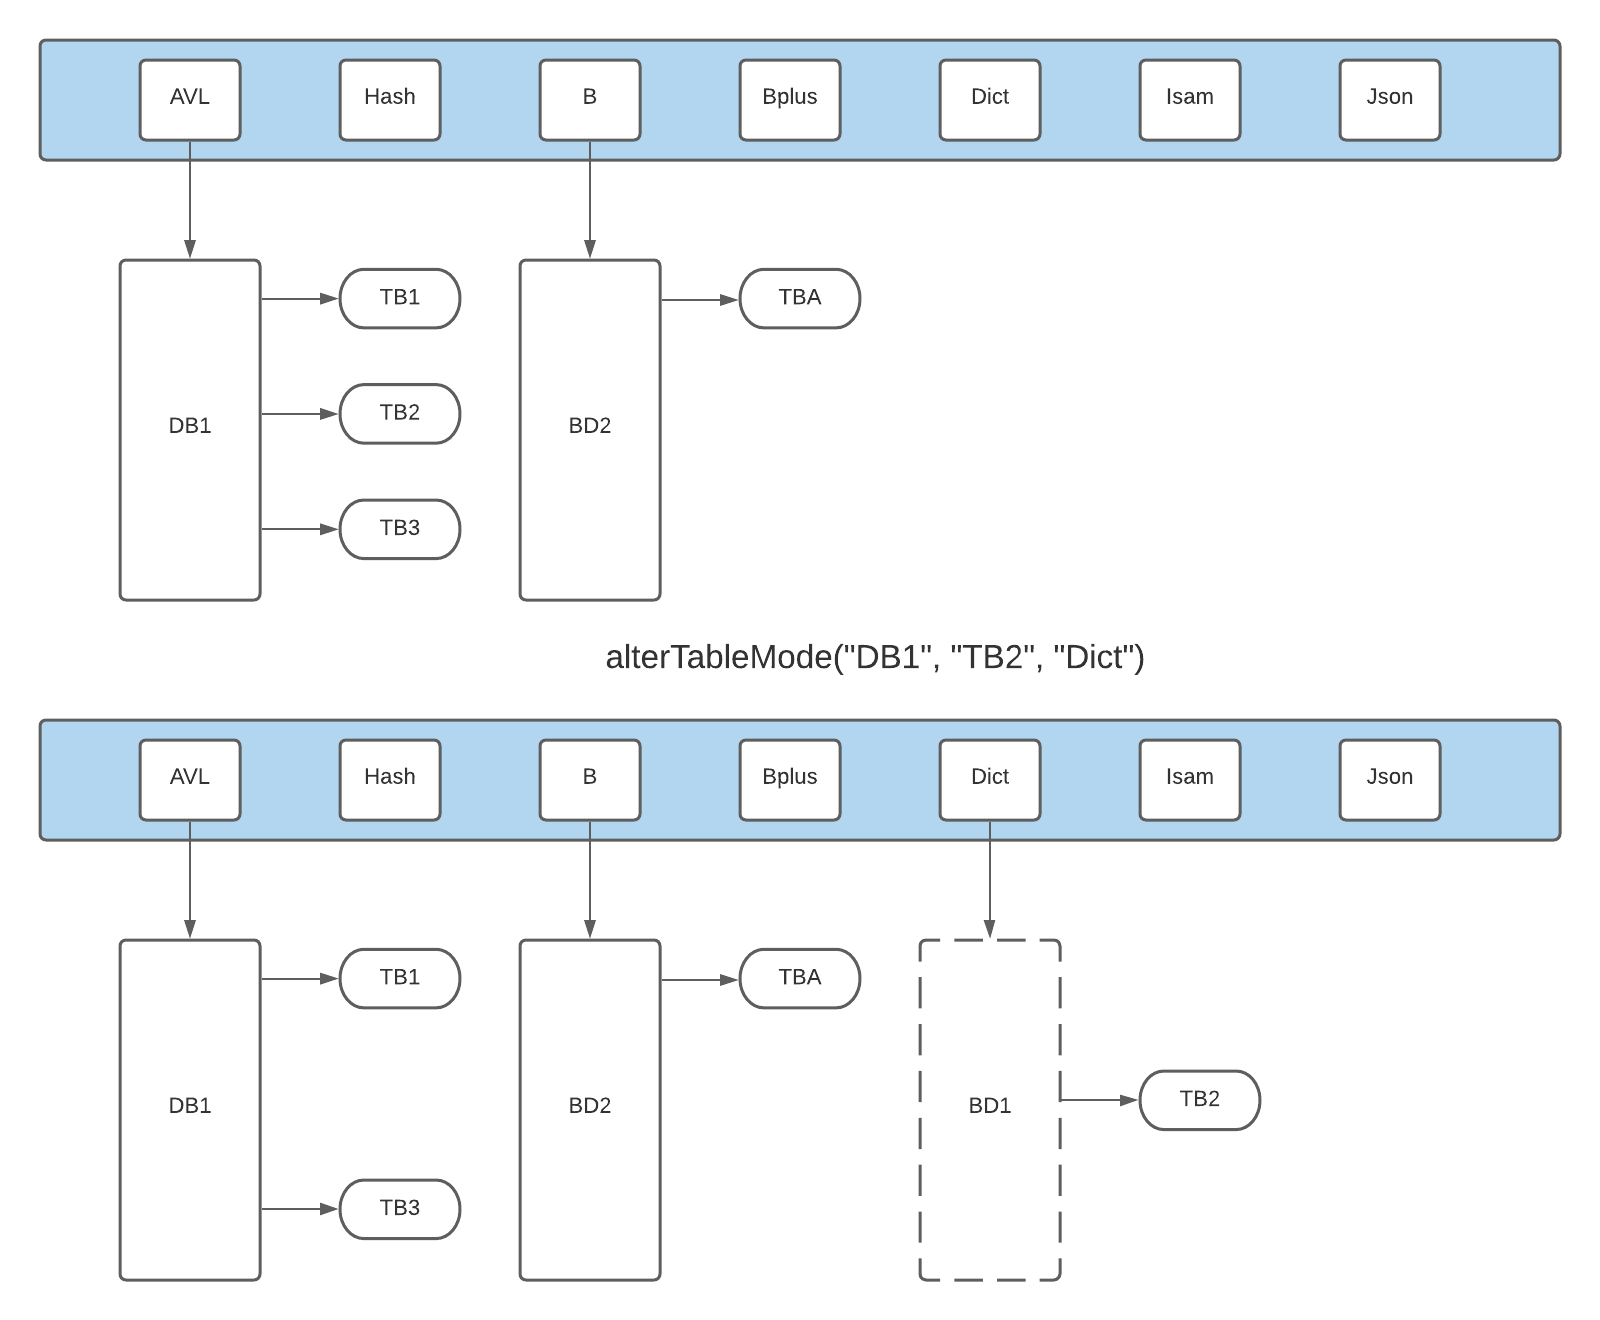 AVL Hash B Bplus Dict Isam Json
TB1 TBA
TB2
DB1 BD2
TB3
alterTableMode("DB1", "TB2", "Dict")
AVL Hash B Bplus Dict Isam Json
TB1 TBA
DB1 BD2 BD1 TB2
TB3